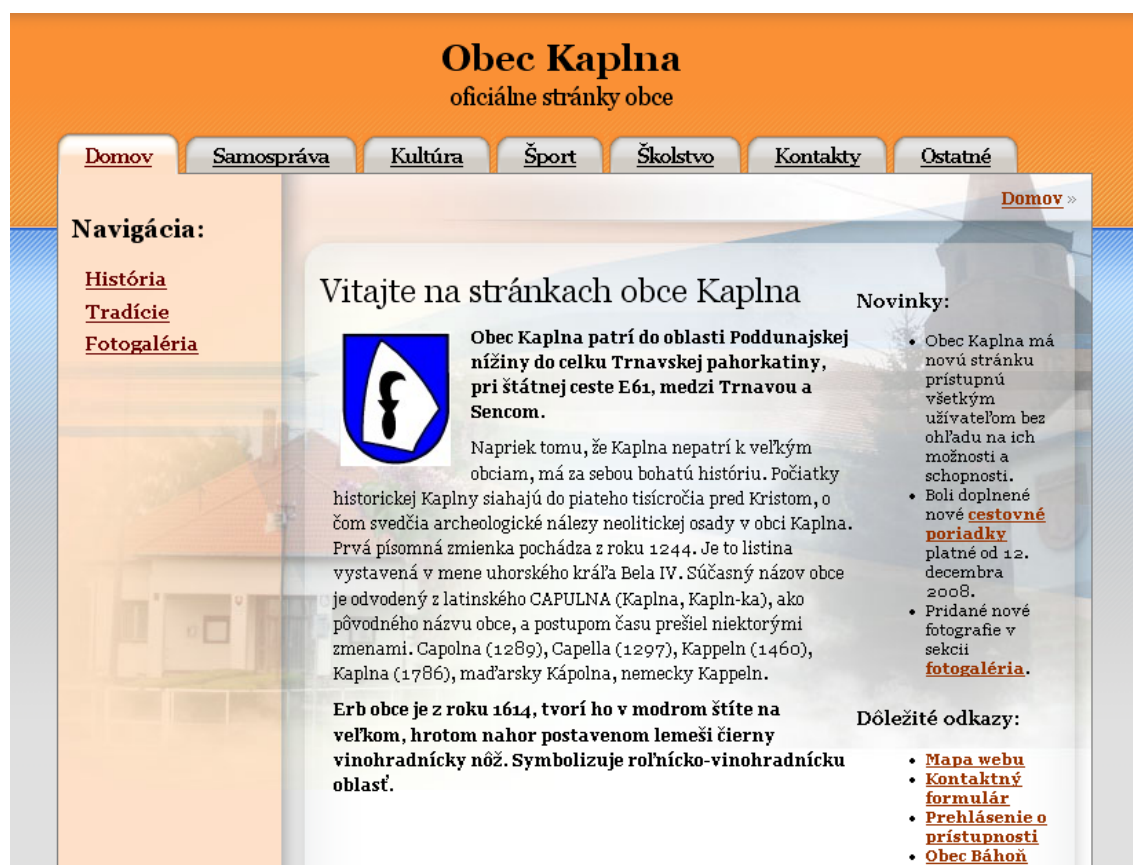 Obec Kaplna
oficiálne stránky obce
Domov
Samospráva
Kultúra
Šport
Školstvo
Kontakty
Ostatné
Domov »
Navigácia:
História
Tradície
Fotogaléria
Vitajte na stránkach obce Kaplna
Obec Kaplna patrí do oblasti Poddunajskej
nížiny do celku Trnavskej pahorkatiny,
pri štátnej ceste E61, medzi Trnavou a
Sencom.
Napriek tomu, že Kaplna nepatrí k veľkým
obciam, má za sebou bohatú históriu. Počiatky
historickej Kaplny siahajú do piateho tisícročia pred Kristom, o
čom svedčia archeologické nálezy neolitickej osady v obci Kaplna.
Prvá písomná zmienka pochádza z roku 1244. Je to listina
vystavená v mene uhorského kráľa Bela IV. Súčasný názov obce
je odvodený z latinského CAPULNA (Kaplna, Kapln-ka), ako
pôvodného názvu obce, a postupom času prešiel niektorými
zmenami. Capolna (1289), Capella (1297), Kappeln (1460),
Kaplna (1786), maďarsky Kápolna, nemecky Kappeln.
Erb obce je z roku 1614, tvorí ho v modrom štíte na
veľkom, hrotom nahor postavenom lemeši čierny
vinohradnícky nôž. Symbolizuje roľnícko-vinohradnícku
oblasť.
Novinky:
• Obec Kaplna má
novú stránku
prístupnú
všetkým
užívateľom bez
ohľadu na ich
možnosti a
schopnosti.
• Boli doplnené
nové cestovné
poriadky
platné od 12.
decembra
2008.
• Pridané nové
fotografie v
sekcii
fotogaléria.
Dôležité odkazy:
• Mapa webu
• Kontaktný
formulár
• Prehlásenie o
prístupnosti
• Obec Báhoň